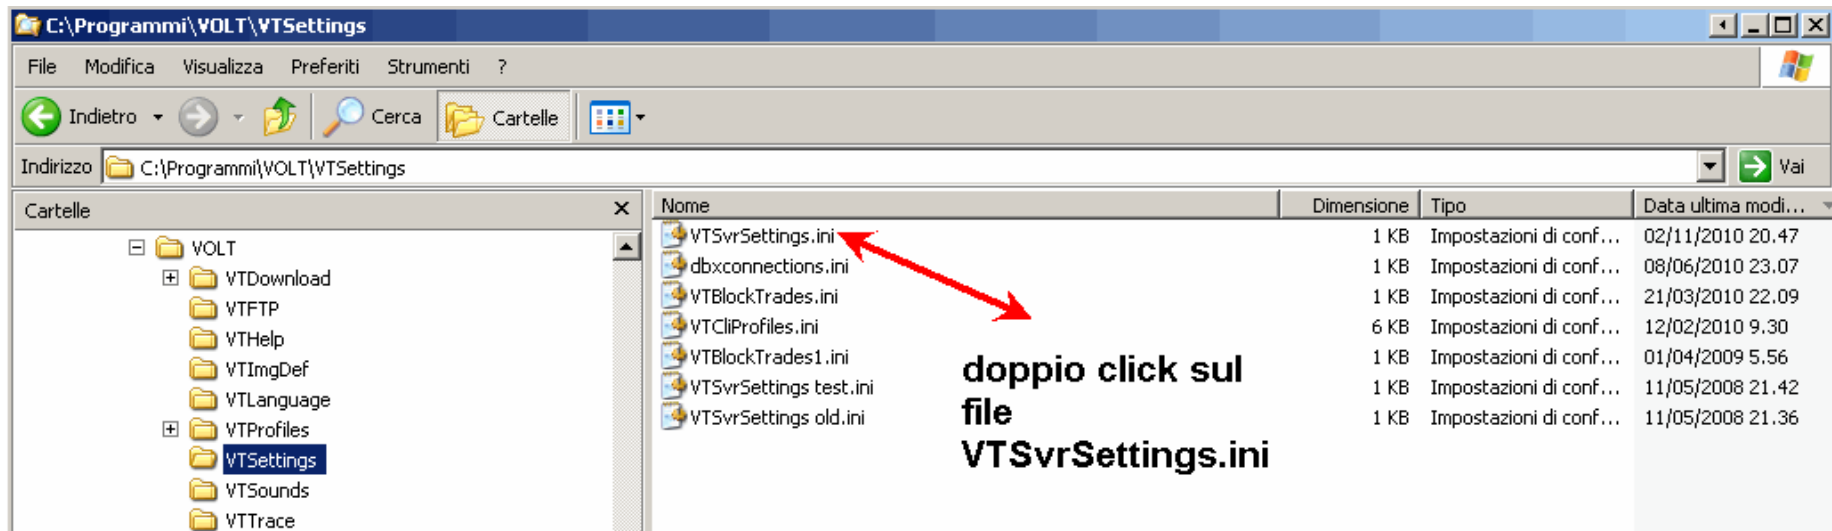 C:\Programmi\VOLT\VTSettings
File Modifica Visualizza Preferiti Strumenti ?
Indietro Cerca Cartelle
Indirizzo C:\Programmi\VOLT\VTSettings Vai
Cartelle
VOLT
VTDownload
VTFTP
VTHelp
VTImgDef
VTLanguage
VTProfiles
VTSettings
VTSounds
VTTrace
Nome Dimensione Tipo Data ultima modi...
VTSvrSettings.ini 1 KB Impostazioni di conf... 02/11/2010 20.47
dbxconnections.ini 1 KB Impostazioni di conf... 08/06/2010 23.07
VTBlockTrades.ini 1 KB Impostazioni di conf... 21/03/2010 22.09
VTCliProfiles.ini 6 KB Impostazioni di conf... 12/02/2010 9.30
VTBlockTrades1.ini 1 KB Impostazioni di conf... 01/04/2009 5.56
VTSvrSettings test.ini 1 KB Impostazioni di conf... 11/05/2008 21.42
VTSvrSettings old.ini 1 KB Impostazioni di conf... 11/05/2008 21.36
doppio click sul
file
VTSvrSettings.ini